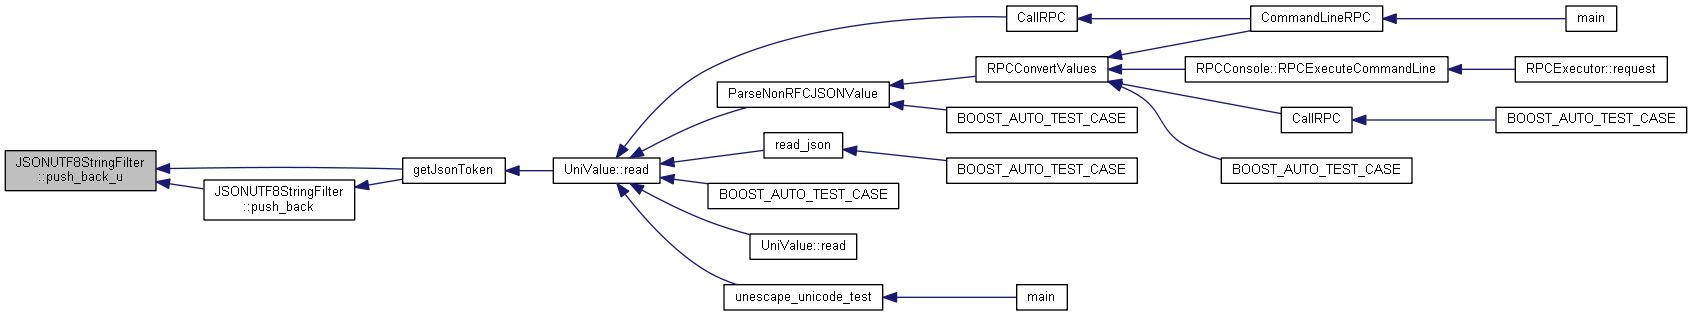 JSONUTF8StringFilter
::push_back_u
getJsonToken
JSONUTF8StringFilter
::push_back
UniValue::read
CallRPC
CommandLineRPC
main
ParseNonRFCJSONValue
RPCConvertValues
RPCConsole::RPCExecuteCommandLine
RPCExecutor::request
CallRPC
BOOST_AUTO_TEST_CASE
BOOST_AUTO_TEST_CASE
BOOST_AUTO_TEST_CASE
read_json
BOOST_AUTO_TEST_CASE
BOOST_AUTO_TEST_CASE
UniValue::read
unescape_unicode_test
main